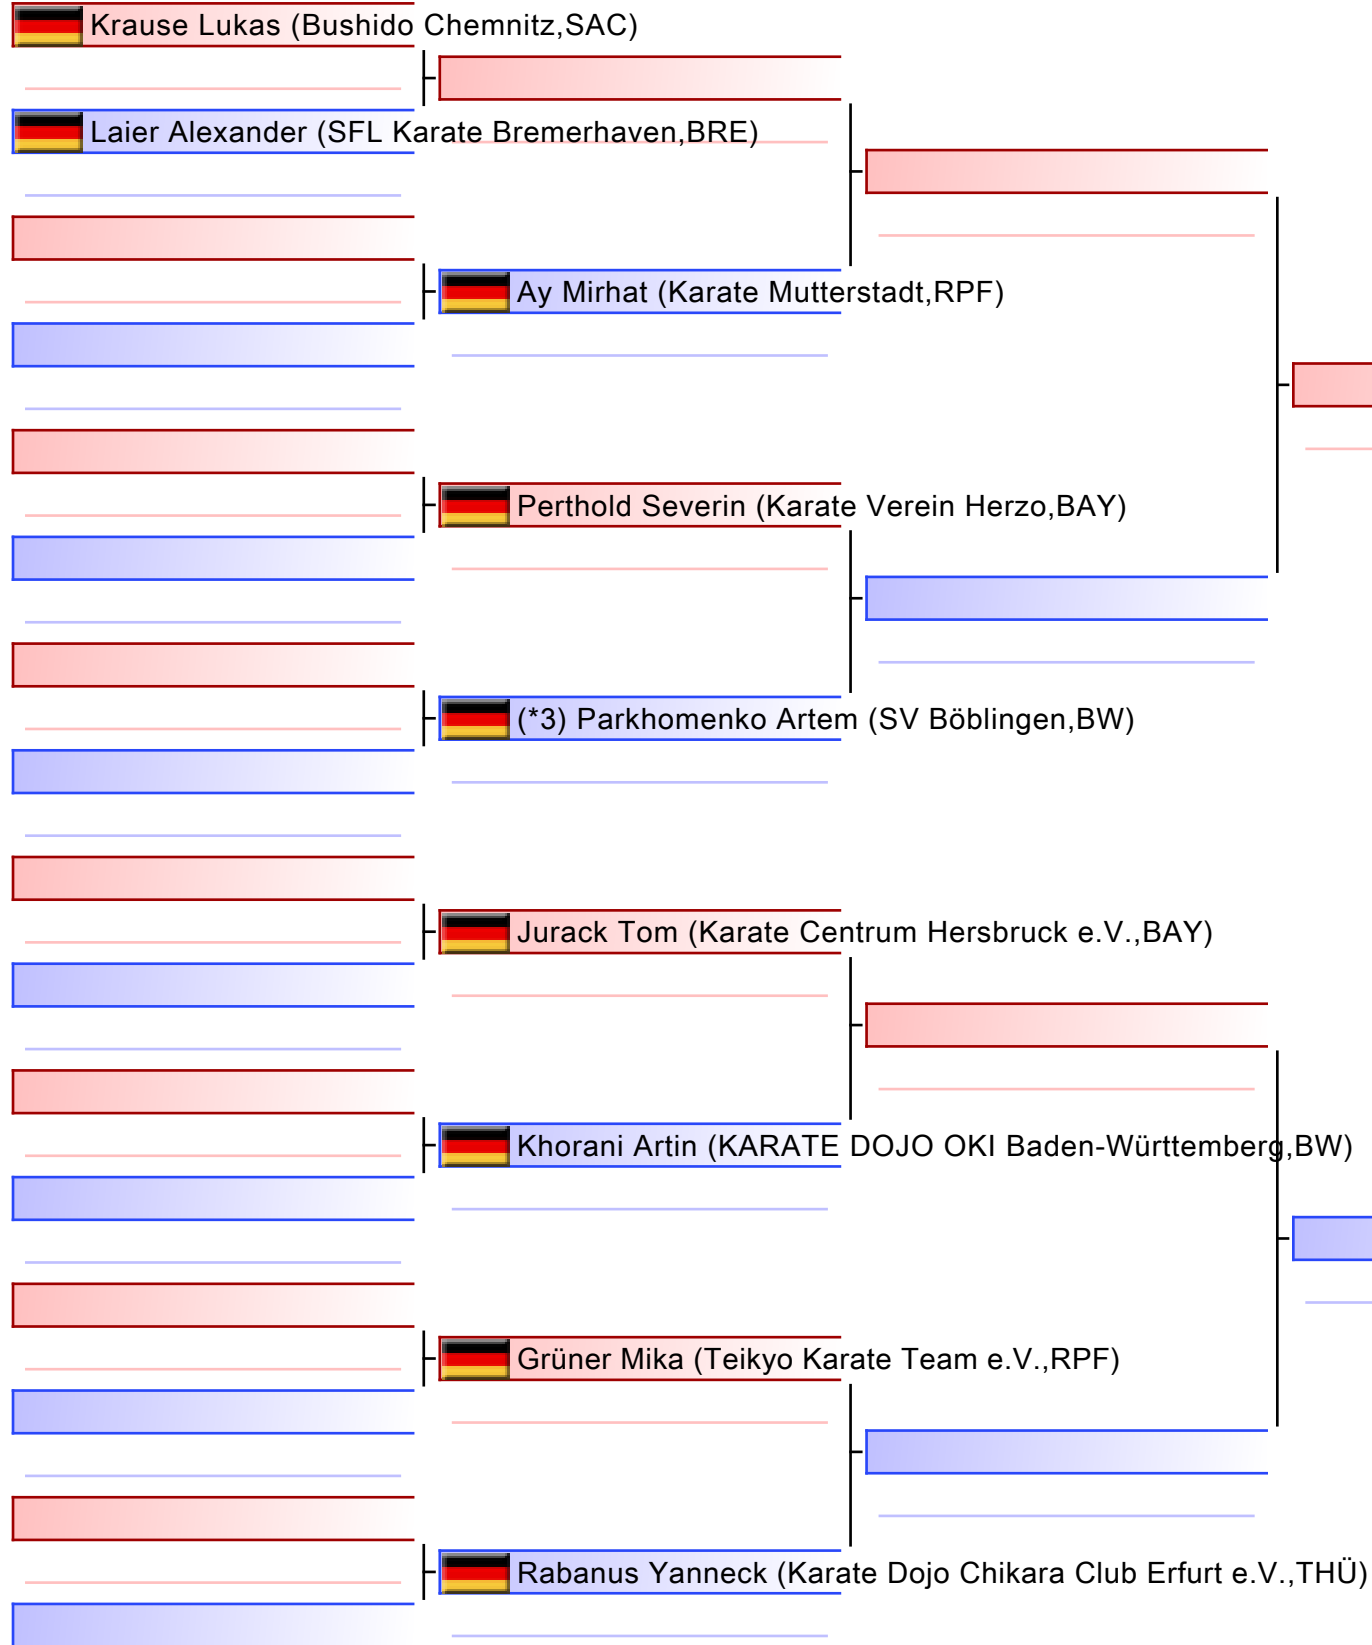 Krause Lukas (Bushido Chemnitz,SAC)
Laier Alexander (SFL Karate Bremerhaven,BRE)
Ay Mirhat (Karate Mutterstadt,RPF)
Perthold Severin (Karate Verein Herzo,BAY)
(*3) Parkhomenko Artem (SV Böblingen,BW)
Jurack Tom (Karate Centrum Hersbruck e.V.,BAY)
Khorani Artin (KARATE DOJO OKI Baden-Württemberg,BW)
Grüner Mika (Teikyo Karate Team e.V.,RPF)
Rabanus Yanneck (Karate Dojo Chikara Club Erfurt e.V.,THÜ)